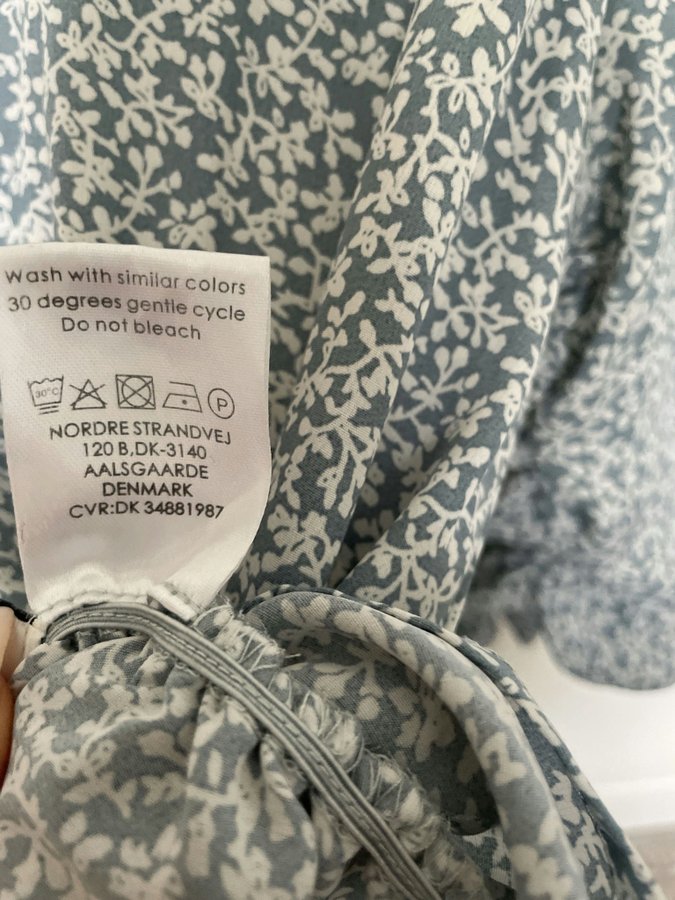 Wash with similar colors
30 degrees gentle cycle
Do not bleach
30°C P
NORDRE STRANDVEJ
120 B,DK-3140
AALSGAARDE
DENMARK
CVR:DK 34881987